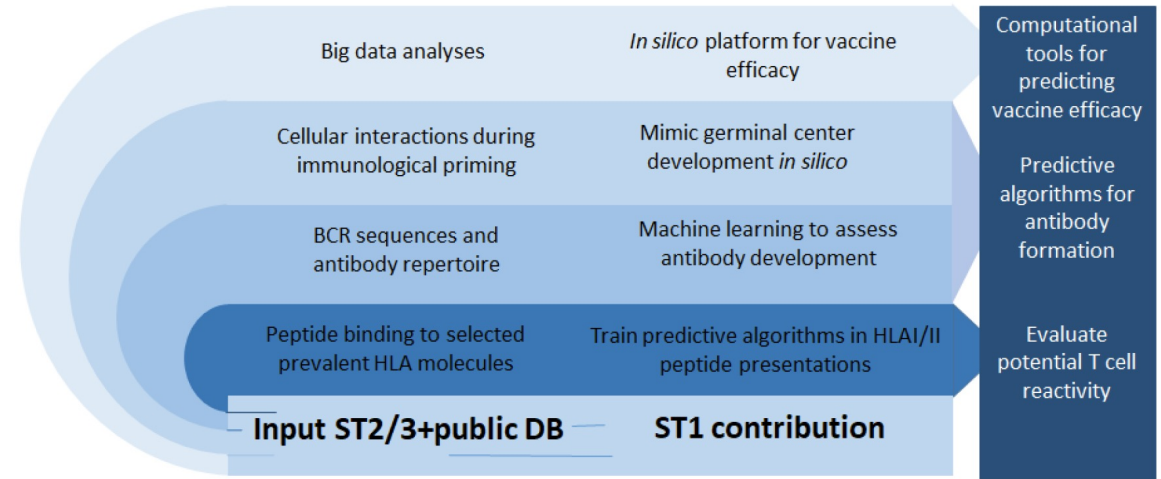 Big data analyses
In silico platform for vaccine
efficacy
Cellular interactions during
immunological priming
Mimic germinal center
development in silico
BCR sequences and
antibody repertoire
Machine learning to assess
antibody development
Peptide binding to selected
prevalent HLA molecules
Train predictive algorithms in HLAI/II
peptide presentations
Input ST2/3+public DB
ST1 contribution
Computational
tools for
predicting
vaccine efficacy
Predictive
algorithms for
antibody
formation
Evaluate
potential T cell
reactivity